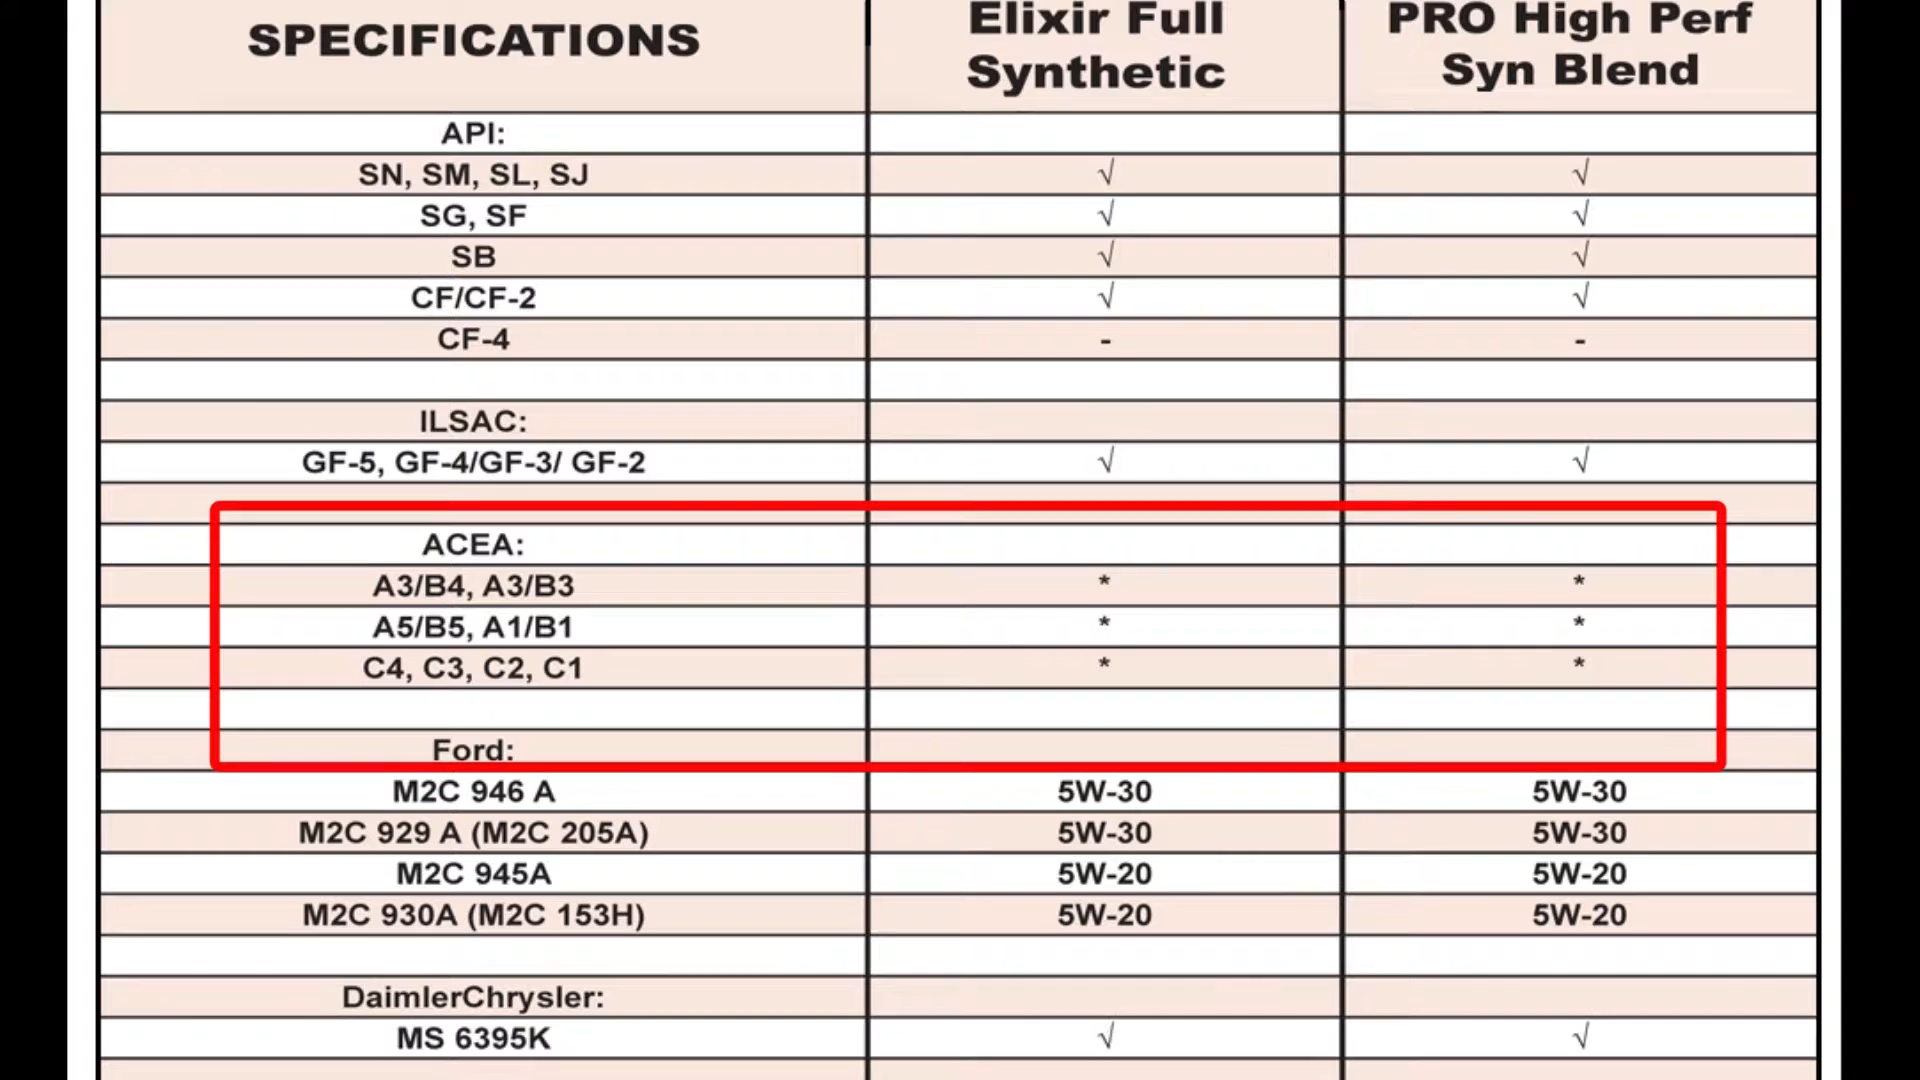 SPECIFICATIONS
Elixir Full
Synthetic
PRO High Perf
Syn Blend
API:
SN, SM, SL, SJ √ √
SG, SF √ √
SB √ √
CF/CF-2 √ √
CF-4 - -
ILSAC:
GF-5, GF-4/GF-3/ GF-2 √ √
ACEA:
A3/B4, A3/B3 * *
A5/B5, A1/B1 * *
C4, C3, C2, C1 * *
Ford:
M2C 946 A 5W-30 5W-30
M2C 929 A (M2C 205A) 5W-30 5W-30
M2C 945A 5W-20 5W-20
M2C 930A (M2C 153H) 5W-20 5W-20
DaimlerChrysler:
MS 6395K √ √